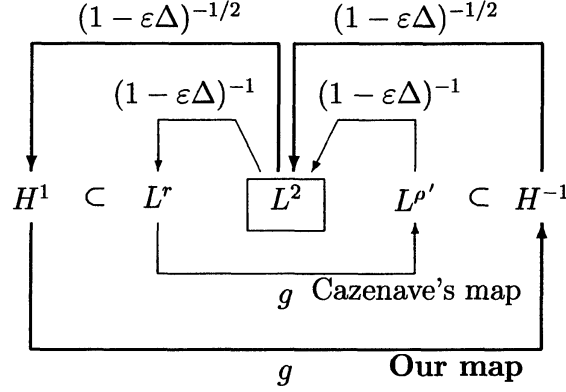 (1 − εΔ)^{−1/2} (1 − εΔ)^{−1/2}
(1 − εΔ)^{−1} (1 − εΔ)^{−1}
H^1 ⊂ L^r L^2 L^{ρ'} ⊂ H^{−1}
g Cazenave's map
g Our map